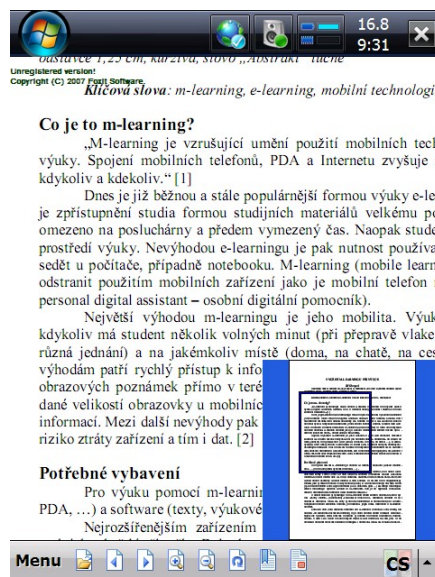 16.8
9:31
odstavce 1,25 cm, kurzíva, slovo „Abstrakt“ tučně
Unregistered version!
Copyright (C) 2007 Foxit Software.
Klíčová slova: m-learning, e-learning, mobilní technologi
Co je to m-learning?
„M-learning je vzrušující umění použití mobilních tec
výuky. Spojení mobilních telefonů, PDA a Internetu zvyšuje
kdykoliv a kdekoliv.“ [1]
Dnes je již běžnou a stále populárnější formou výuky e-le
je zpřístupnění studia formou studijních materiálů velkému po
omezeno na posluchárny a předem vymezený čas. Naopak stude
prostředí výuky. Nevýhodou e-learningu je pak nutnost používa
sedět u počítače, případně notebooku. M-learning (mobile learn
odstranit použitím mobilních zařízení jako je mobilní telefon
personal digital assistant – osobní digitální pomocník).
Největší výhodou m-learningu je jeho mobilita. Výuk
kdykoliv má student několik volných minut (při přepravě vlake
různá jednání) a na jakémkoliv místě (doma, na chatě, na ces
výhodám patří rychlý přístup k info
obrazových poznámek přímo v teré
dané velikostí obrazovky u mobilníc
informací. Mezi další nevýhody pak
riziko ztráty zařízení a tím i dat. [2]
Potřebné vybavení
Pro výuku pomocí m-learnin
PDA, …) a software (texty, výukové
Nejrozšířenějším zařízením
Menu
CS